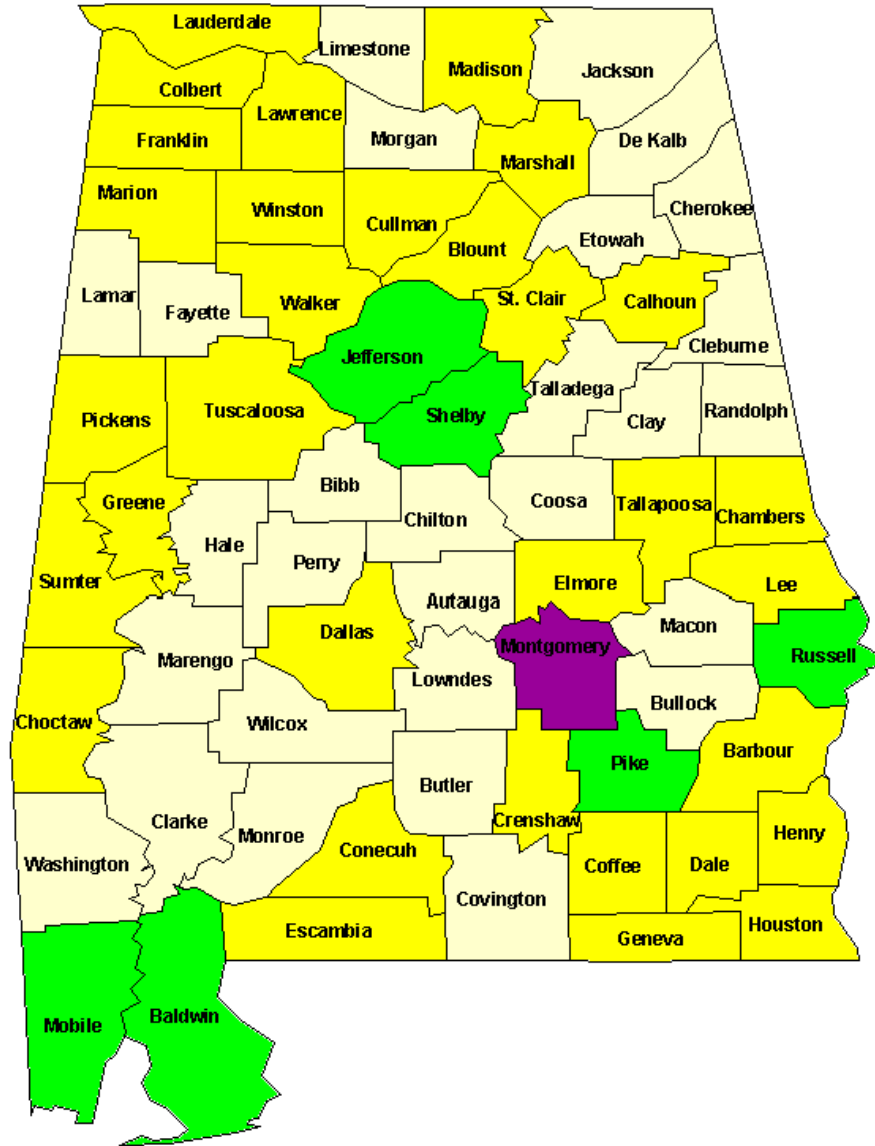 Lauderdale
Limestone
Madison
Jackson
Colbert
Lawrence
Franklin
Morgan
De Kalb
Marshall
Marion
Winston
Cullman
Cherokee
Etowah
Blount
Lamar
Fayette
Walker
St. Clair
Calhoun
Cleburne
Jefferson
Talladega
Pickens
Tuscaloosa
Shelby
Clay
Randolph
Bibb
Greene
Coosa
Tallapoosa
Chambers
Chilton
Hale
Perry
Sumter
Elmore
Lee
Autauga
Dallas
Macon
Montgomery
Russell
Marengo
Lowndes
Bullock
Choctaw
Wilcox
Barbour
Pike
Butler
Clarke
Crenshaw
Monroe
Henry
Conecuh
Washington
Coffee
Dale
Covington
Escambia
Geneva
Houston
Mobile
Baldwin